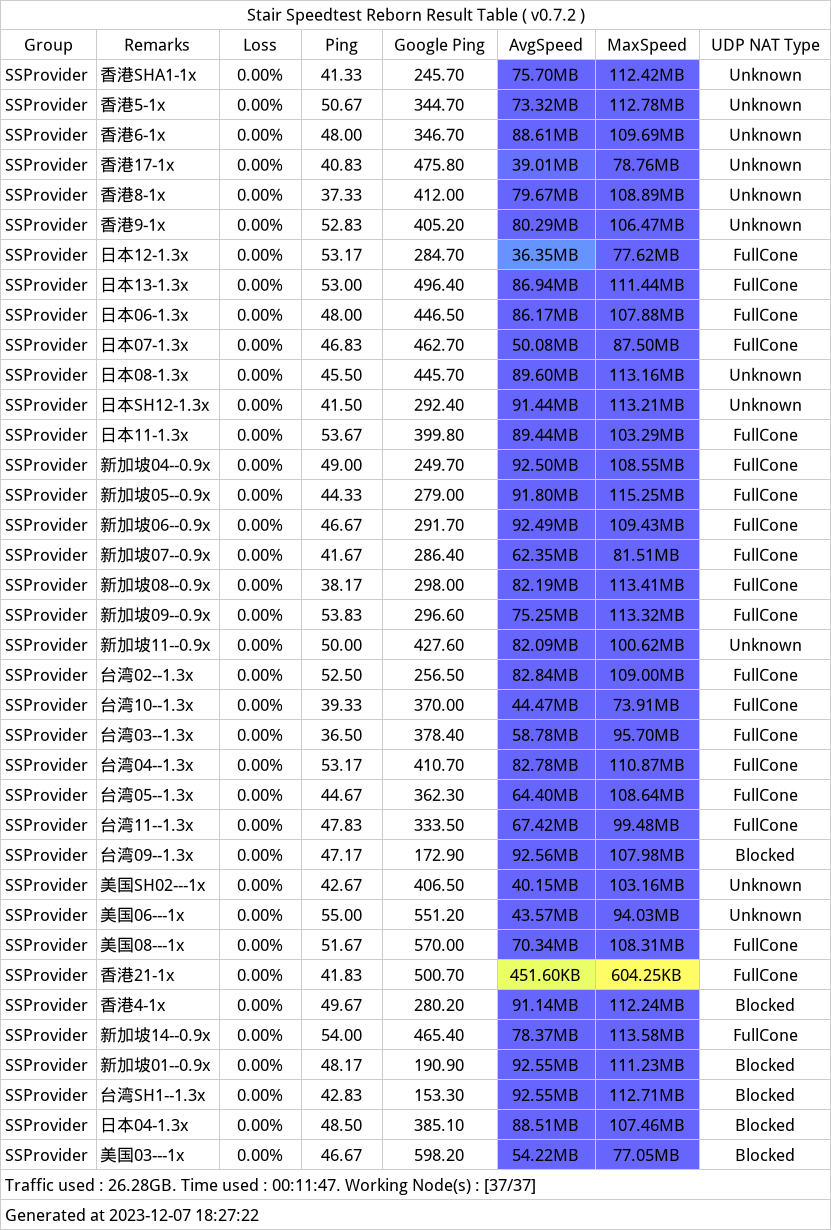 Stair Speedtest Reborn Result Table ( v0.7.2 )
Group Remarks Loss Ping Google Ping AvgSpeed MaxSpeed UDP NAT Type
SSProvider 香港SHA1-1x 0.00% 41.33 245.70 75.70MB 112.42MB Unknown
SSProvider 香港5-1x 0.00% 50.67 344.70 73.32MB 112.78MB Unknown
SSProvider 香港6-1x 0.00% 48.00 346.70 88.61MB 109.69MB Unknown
SSProvider 香港17-1x 0.00% 40.83 475.80 39.01MB 78.76MB Unknown
SSProvider 香港8-1x 0.00% 37.33 412.00 79.67MB 108.89MB Unknown
SSProvider 香港9-1x 0.00% 52.83 405.20 80.29MB 106.47MB Unknown
SSProvider 日本12-1.3x 0.00% 53.17 284.70 36.35MB 77.62MB FullCone
SSProvider 日本13-1.3x 0.00% 53.00 496.40 86.94MB 111.44MB FullCone
SSProvider 日本06-1.3x 0.00% 48.00 446.50 86.17MB 107.88MB FullCone
SSProvider 日本07-1.3x 0.00% 46.83 462.70 50.08MB 87.50MB FullCone
SSProvider 日本08-1.3x 0.00% 45.50 445.70 89.60MB 113.16MB Unknown
SSProvider 日本SH12-1.3x 0.00% 41.50 292.40 91.44MB 113.21MB Unknown
SSProvider 日本11-1.3x 0.00% 53.67 399.80 89.44MB 103.29MB FullCone
SSProvider 新加坡04--0.9x 0.00% 49.00 249.70 92.50MB 108.55MB FullCone
SSProvider 新加坡05--0.9x 0.00% 44.33 279.00 91.80MB 115.25MB FullCone
SSProvider 新加坡06--0.9x 0.00% 46.67 291.70 92.49MB 109.43MB FullCone
SSProvider 新加坡07--0.9x 0.00% 41.67 286.40 62.35MB 81.51MB FullCone
SSProvider 新加坡08--0.9x 0.00% 38.17 298.00 82.19MB 113.41MB FullCone
SSProvider 新加坡09--0.9x 0.00% 53.83 296.60 75.25MB 113.32MB FullCone
SSProvider 新加坡11--0.9x 0.00% 50.00 427.60 82.09MB 100.62MB Unknown
SSProvider 台湾02--1.3x 0.00% 52.50 256.50 82.84MB 109.00MB FullCone
SSProvider 台湾10--1.3x 0.00% 39.33 370.00 44.47MB 73.91MB FullCone
SSProvider 台湾03--1.3x 0.00% 36.50 378.40 58.78MB 95.70MB FullCone
SSProvider 台湾04--1.3x 0.00% 53.17 410.70 82.78MB 110.87MB FullCone
SSProvider 台湾05--1.3x 0.00% 44.67 362.30 64.40MB 108.64MB FullCone
SSProvider 台湾11--1.3x 0.00% 47.83 333.50 67.42MB 99.48MB FullCone
SSProvider 台湾09--1.3x 0.00% 47.17 172.90 92.56MB 107.98MB Blocked
SSProvider 美国SH02---1x 0.00% 42.67 406.50 40.15MB 103.16MB Unknown
SSProvider 美国06---1x 0.00% 55.00 551.20 43.57MB 94.03MB Unknown
SSProvider 美国08---1x 0.00% 51.67 570.00 70.34MB 108.31MB FullCone
SSProvider 香港21-1x 0.00% 41.83 500.70 451.60KB 604.25KB FullCone
SSProvider 香港4-1x 0.00% 49.67 280.20 91.14MB 112.24MB Blocked
SSProvider 新加坡14--0.9x 0.00% 54.00 465.40 78.37MB 113.58MB FullCone
SSProvider 新加坡01--0.9x 0.00% 48.17 190.90 92.55MB 111.23MB Blocked
SSProvider 台湾SH1--1.3x 0.00% 42.83 153.30 92.55MB 112.71MB Blocked
SSProvider 日本04-1.3x 0.00% 48.50 385.10 88.51MB 107.46MB Blocked
SSProvider 美国03---1x 0.00% 46.67 598.20 54.22MB 77.05MB Blocked
Traffic used : 26.28GB. Time used : 00:11:47. Working Node(s) : [37/37]
Generated at 2023-12-07 18:27:22